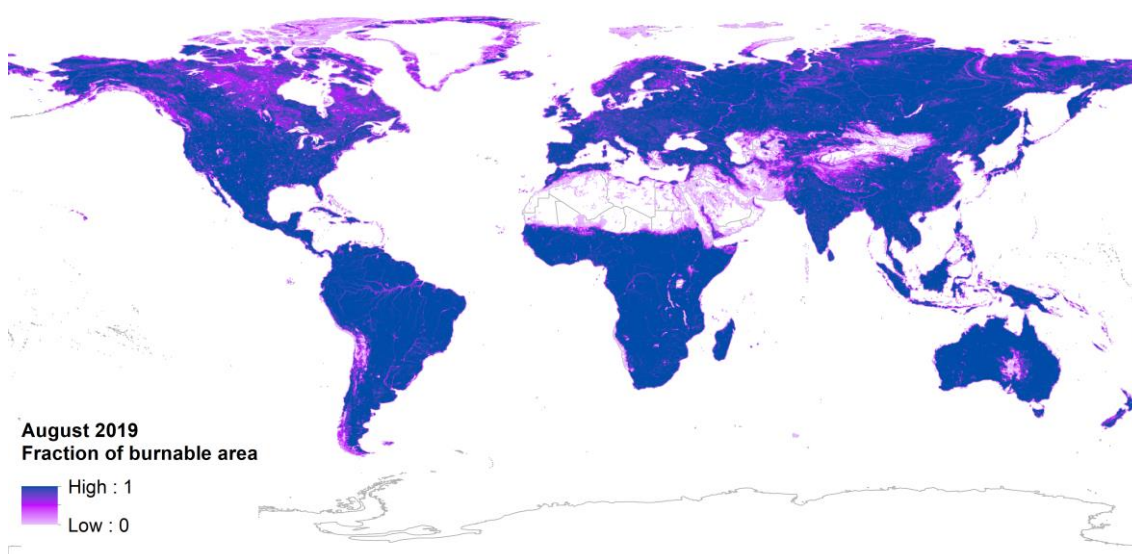 August 2019
Fraction of burnable area
High : 1
Low : 0